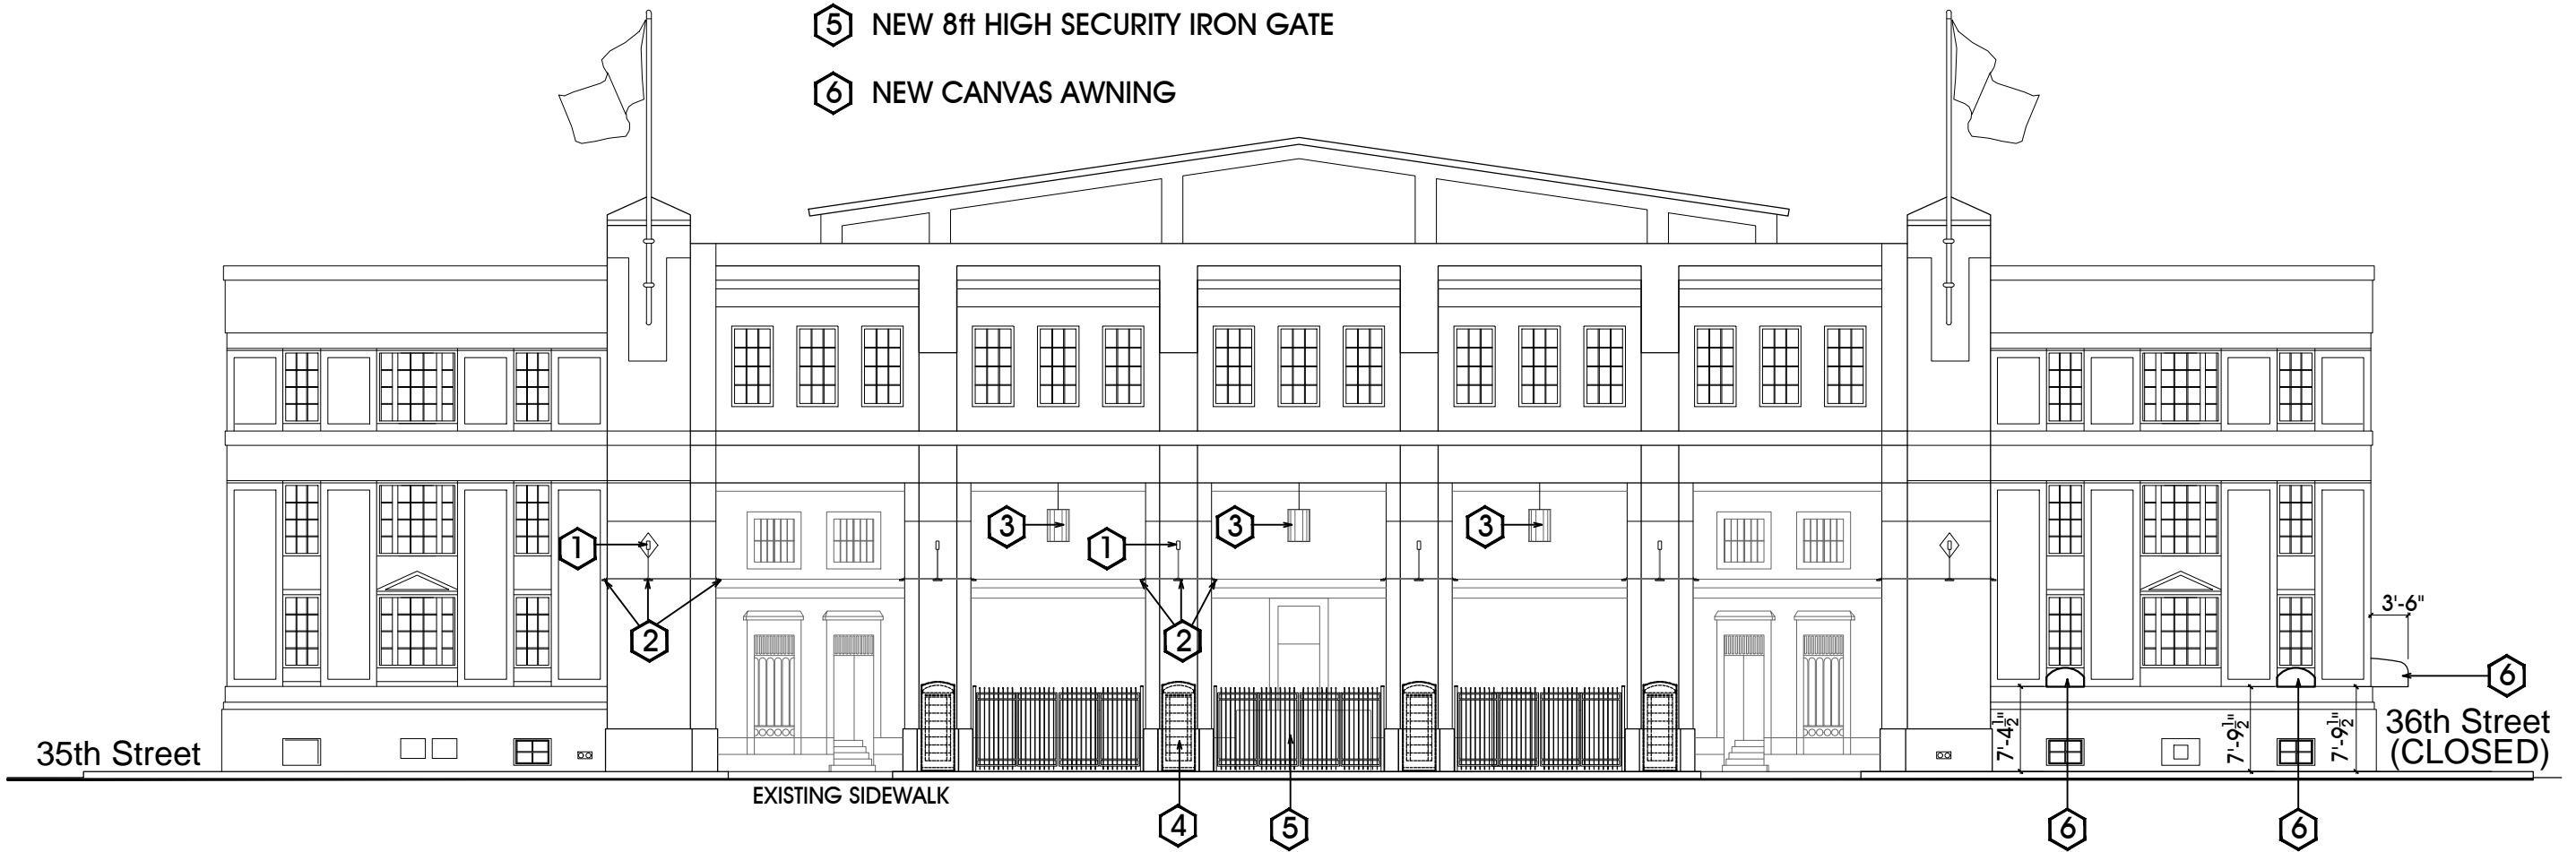 5 NEW 8ft HIGH SECURITY IRON GATE
6 NEW CANVAS AWNING
3 3 3
1 1
2 2
3'-6"
6
35th Street
7'-4½"
7'-9½"
7'-9½"
36th Street
(CLOSED)
EXISTING SIDEWALK
4 5 6 6